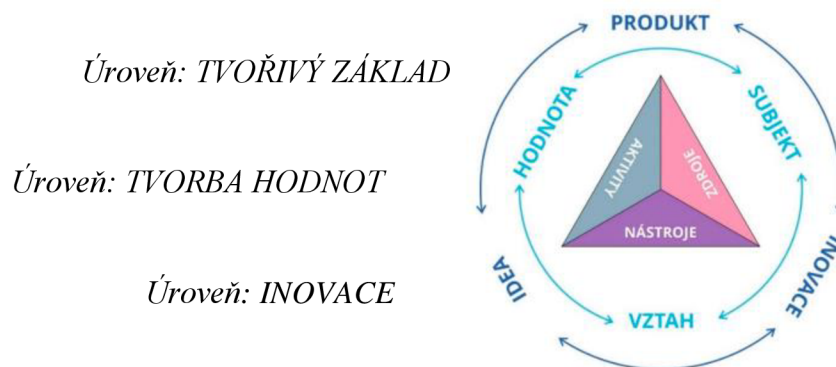 Úroveň: TVOŘIVÝ ZÁKLAD
Úroveň: TVORBA HODNOT
Úroveň: INOVACE
PRODUKT
HODNOTA
SUBJEKT
AKTIVITY
ZDROJE
NÁSTROJE
IDEA
INOVACE
VZTAH